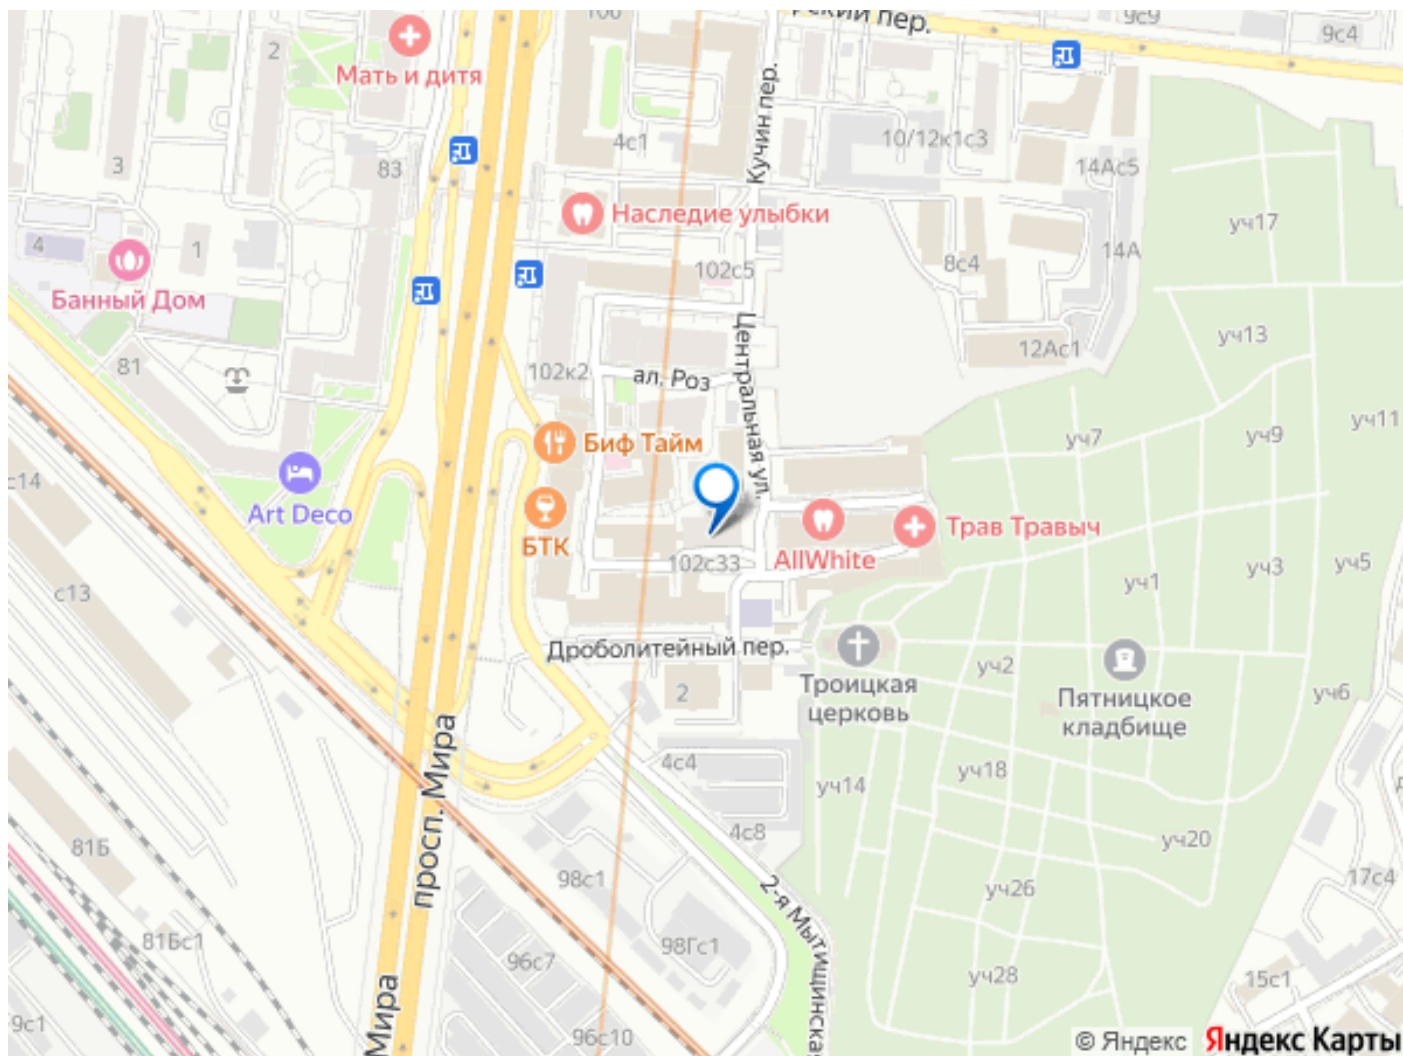 9с9
9с4
ский пер.
2
Мать и дитя
Кучин пер.
4с1
10/12к1с3
83
3
14Ас5
Наследие улыбки
уч17
4
1
14А
102с5
8с4
Банный Дом
Центральная ул.
уч13
12Ас1
81
102к2
ал. Роз
уч11
уч7
уч9
Биф Тайм
с14
Art Deco
БТК
AllWhite
Трав Травыч
102с33
уч1
уч3
уч5
с13
Дроболитейный пер.
Троицкая
церковь
уч2
Пятницкое
кладбище
2
уч6
просп. Мира
4с4
уч18
уч14
4с8
уч20
81Б
98с1
2-я Мытищинская
уч26
17с4
81Бс1
98Гс1
96с7
уч28
15с1
9с1
Мира
96с10
© Яндекс Яндекс Карты